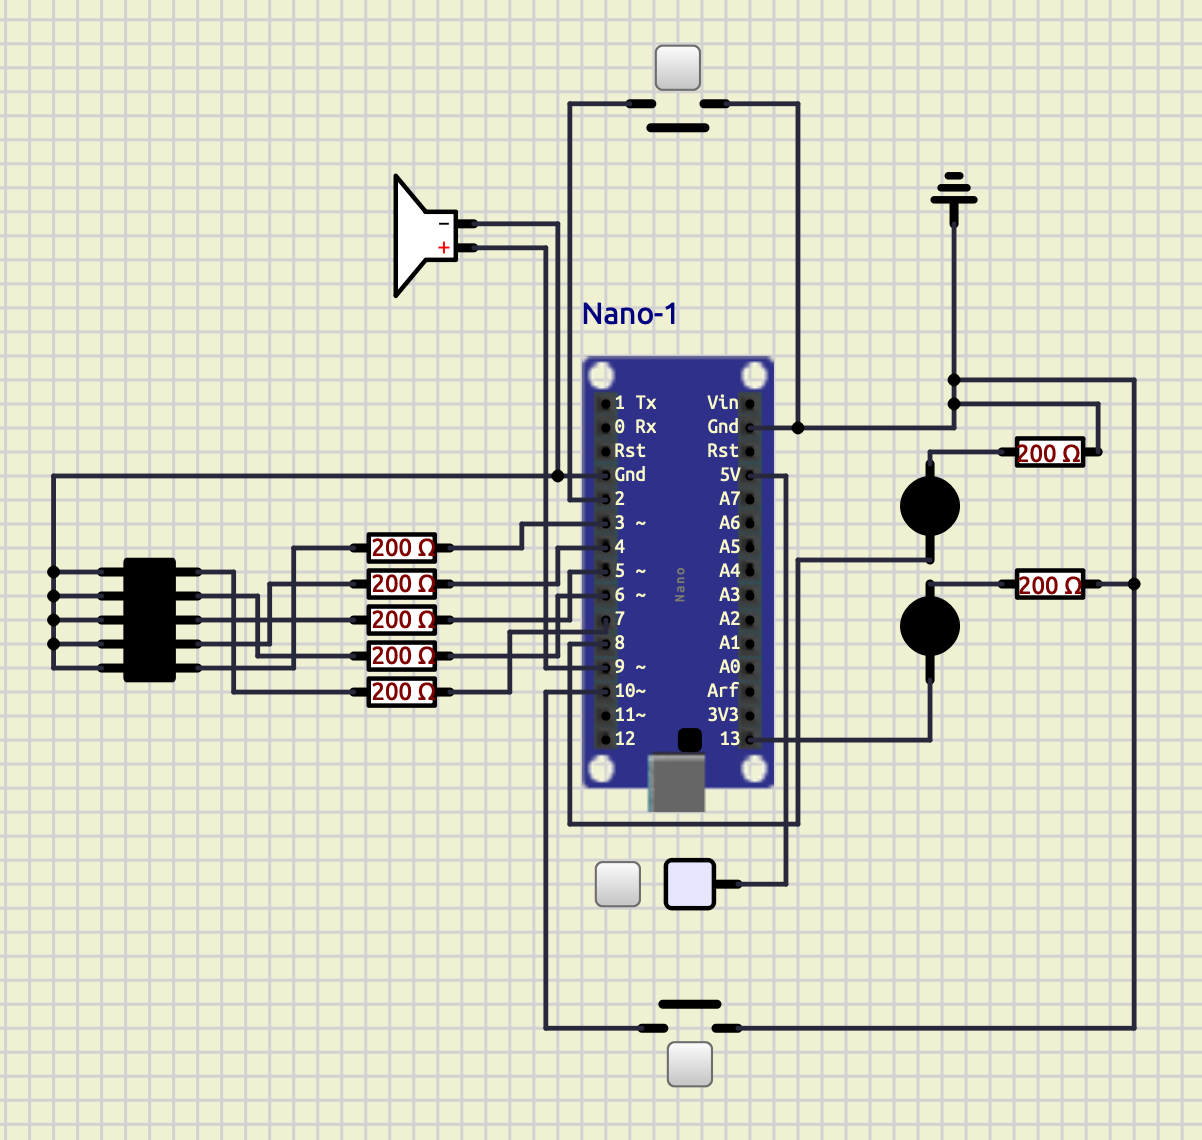 −
+
Nano-1
1 Tx Vin
0 Rx Gnd
Rst Rst
Gnd 5V
2 A7
3 ~ A6
4 A5
5 ~ A4
6 ~ A3
7 A2
8 A1
9 ~ A0
10~ Arf
11~ 3V3
12 13
Nano
200 Ω
200 Ω
200 Ω
200 Ω
200 Ω
200 Ω
200 Ω